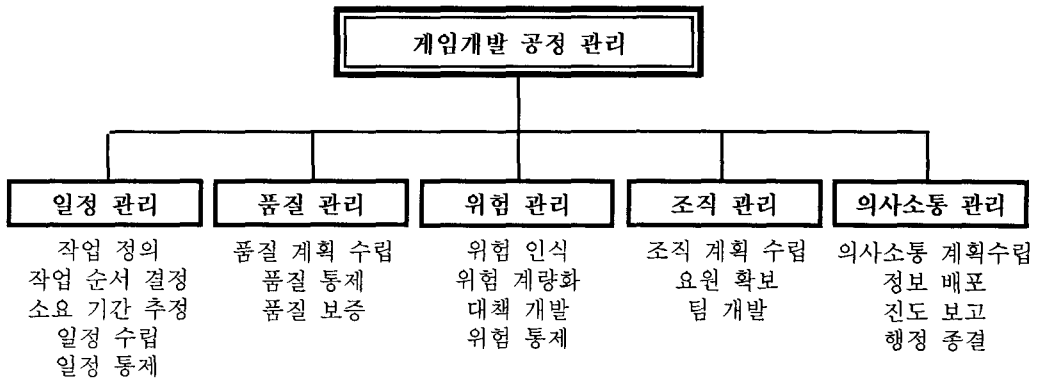 게임개발 공정 관리
일정 관리
작업 정의
작업 순서 결정
소요 기간 추정
일정 수립
일정 통제
품질 관리
품질 계획 수립
품질 통제
품질 보증
위험 관리
위험 인식
위험 계량화
대책 개발
위험 통제
조직 관리
조직 계획 수립
요원 확보
팀 개발
의사소통 관리
의사소통 계획수립
정보 배포
진도 보고
행정 종결